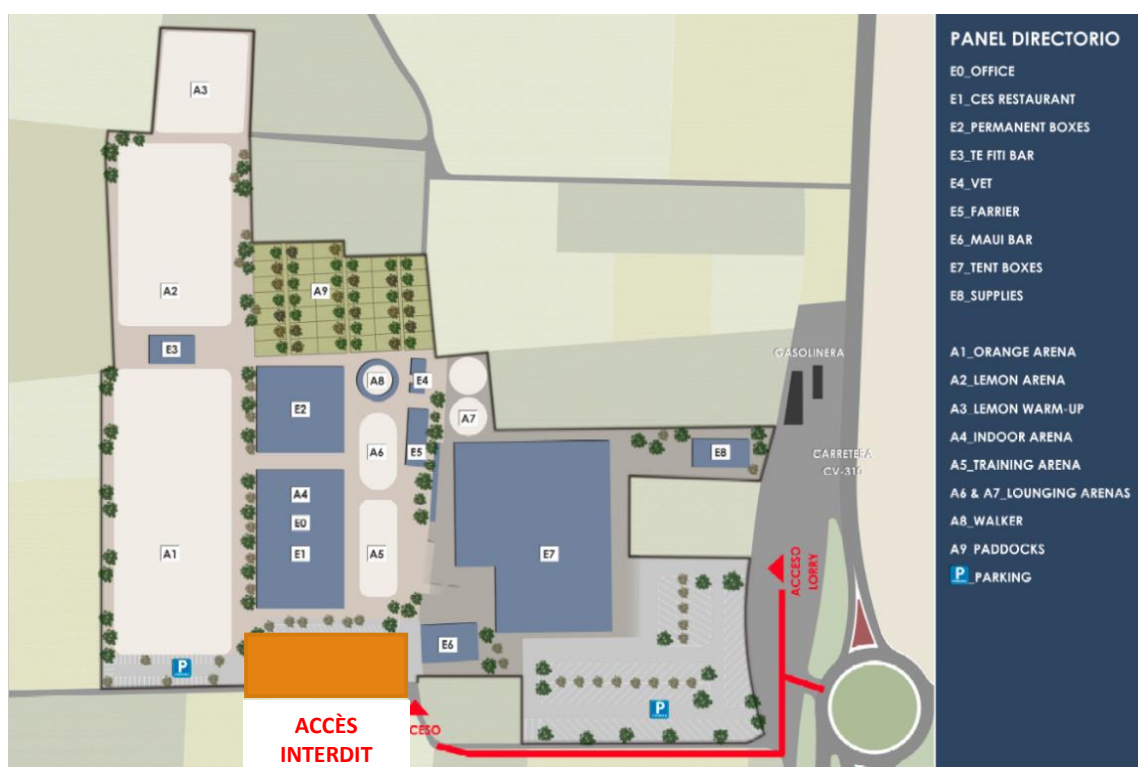 A3
A2
A9
E3
A8
E4
E2
A7
A6
E5
E8
GASOLINERA
CARRETERA
CV-310
A4
E0
E1
A1
A5
E7
ACCESO
LORRY
E6
P
P
CESO
ACCÈS
INTERDIT
PANEL DIRECTORIO
E0_OFFICE
E1_CES RESTAURANT
E2_PERMANENT BOXES
E3_TE FITI BAR
E4_VET
E5_FARRIER
E6_MAUI BAR
E7_TENT BOXES
E8_SUPPLIES
A1_ORANGE ARENA
A2_LEMON ARENA
A3_LEMON WARM-UP
A4_INDOOR ARENA
A5_TRAINING ARENA
A6 & A7_LOUNGING ARENAS
A8_WALKER
A9 PADDOCKS
P_PARKING